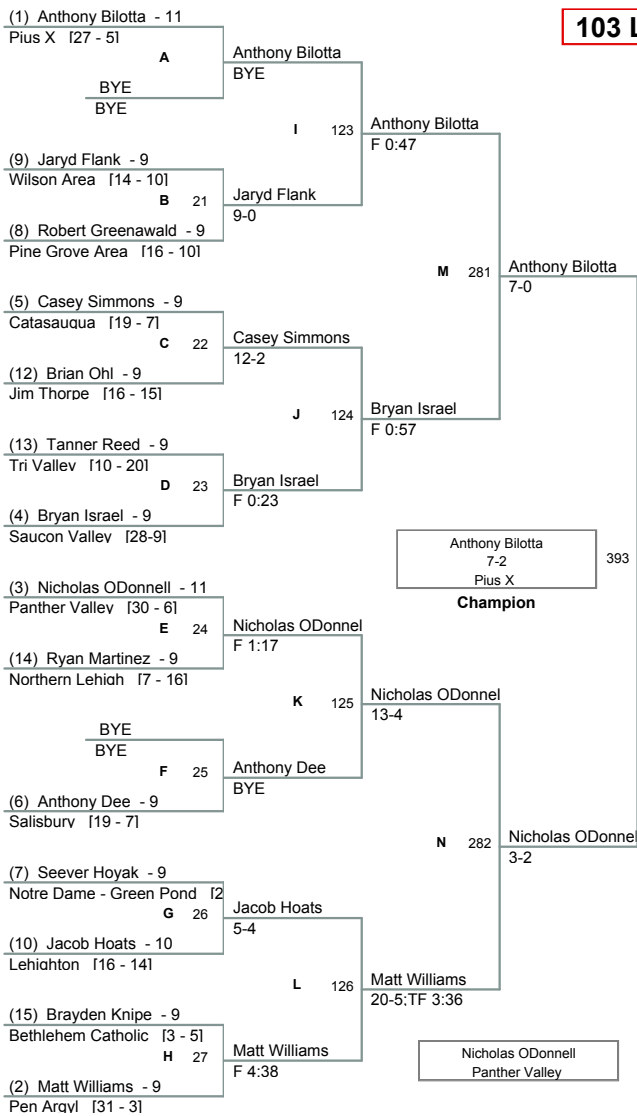 (1) Anthony Bilotta - 11
Pius X [27 - 5]
103 L
A
Anthony Bilotta
BYE
BYE
BYE
I 123
Anthony Bilotta
F 0:47
(9) Jaryd Flank - 9
Wilson Area [14 - 10]
B 21
Jaryd Flank
9-0
(8) Robert Greenawald - 9
Pine Grove Area [16 - 10]
M 281
Anthony Bilotta
7-0
(5) Casey Simmons - 9
Catasauqua [19 - 7]
C 22
Casey Simmons
12-2
(12) Brian Ohl - 9
Jim Thorpe [16 - 15]
J 124
Bryan Israel
F 0:57
(13) Tanner Reed - 9
Tri Valley [10 - 20]
D 23
Bryan Israel
F 0:23
(4) Bryan Israel - 9
Saucon Valley [28-9]
Anthony Bilotta
7-2
Pius X
393
Champion
(3) Nicholas ODonnell - 11
Panther Valley [30 - 6]
E 24
Nicholas ODonnel
F 1:17
(14) Ryan Martinez - 9
Northern Lehigh [7 - 16]
K 125
Nicholas ODonnel
13-4
BYE
BYE
F 25
Anthony Dee
BYE
(6) Anthony Dee - 9
Salisbury [19 - 7]
N 282
Nicholas ODonnell
3-2
(7) Seever Hoyak - 9
Notre Dame - Green Pond [2
G 26
Jacob Hoats
5-4
(10) Jacob Hoats - 10
Lehighton [16 - 14]
L 126
Matt Williams
20-5:TF 3:36
(15) Brayden Knipe - 9
Bethlehem Catholic [3 - 5]
H 27
Matt Williams
F 4:38
(2) Matt Williams - 9
Pen Argyl [31 - 3]
Nicholas ODonnell
Panther Valley